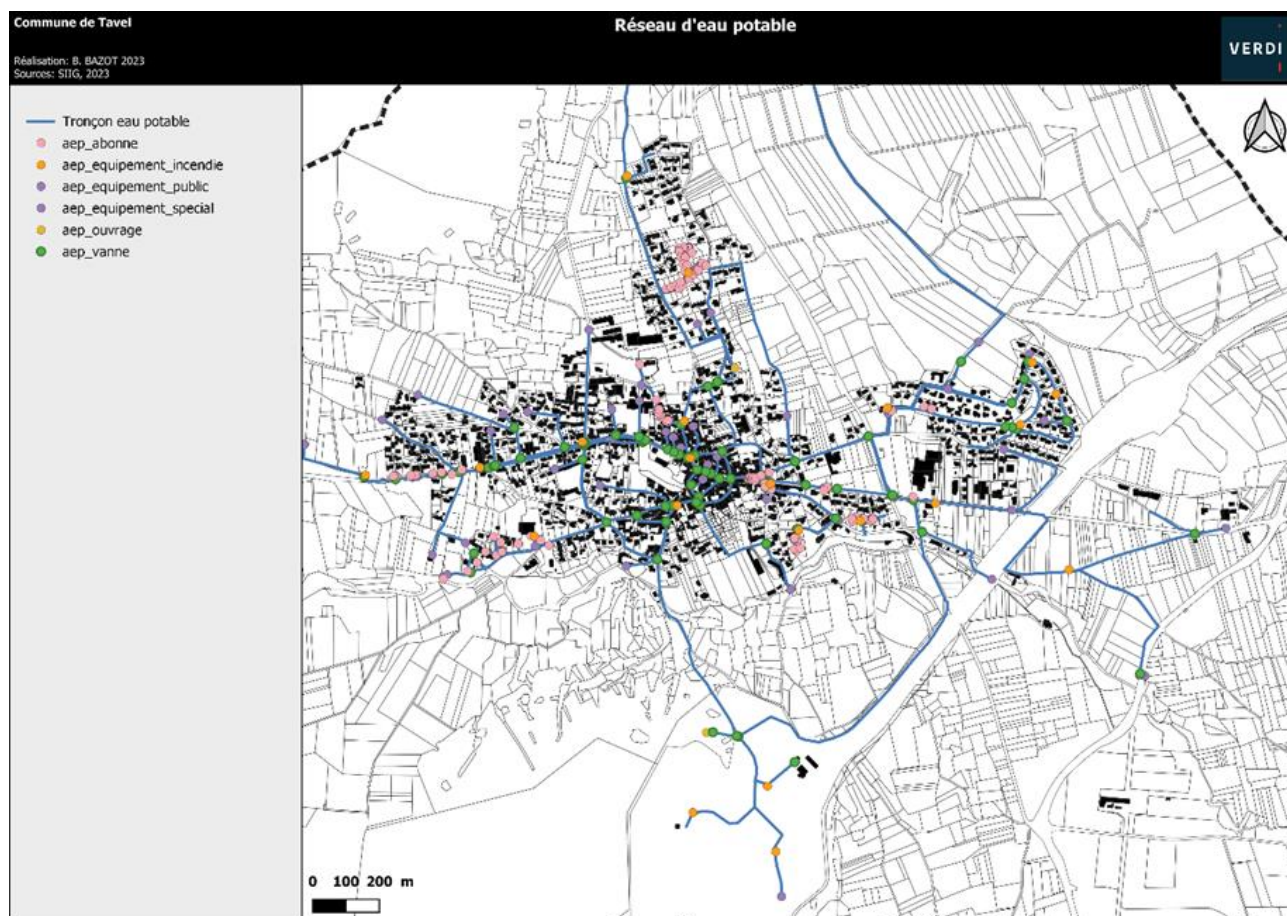 Commune de Tavel
Réseau d'eau potable
Réalisation: B. BAZOT 2023
Sources: SIIG, 2023
VERDI
Tronçon eau potable
aep_abonne
aep_equipement_incendie
aep_equipement_public
aep_equipement_special
aep_ouvrage
aep_vanne
0 100 200 m